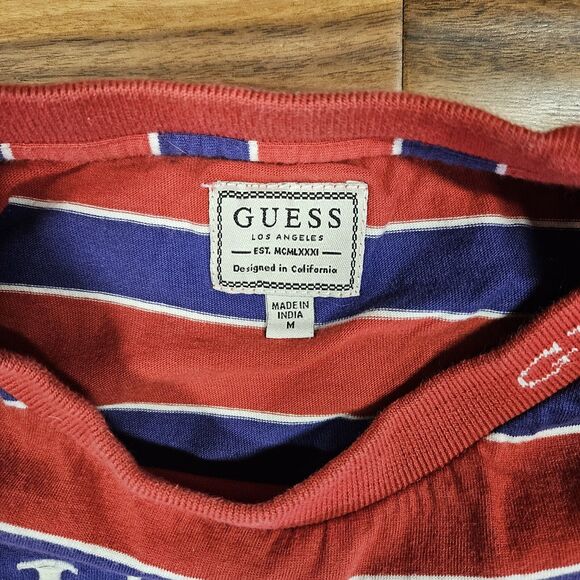 GUESS
LOS ANGELES
EST. MCMLXXXI
Designed in California
MADE IN
INDIA
M